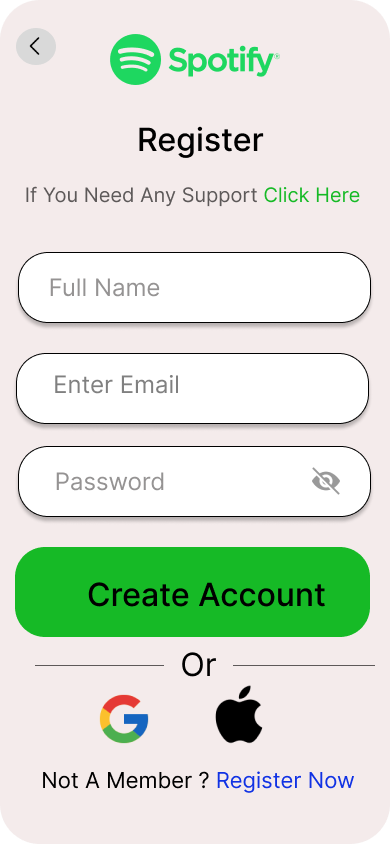 Spotify®
Register
If You Need Any Support Click Here
Full Name
Enter Email
Password
Create Account
Or
Not A Member ? Register Now